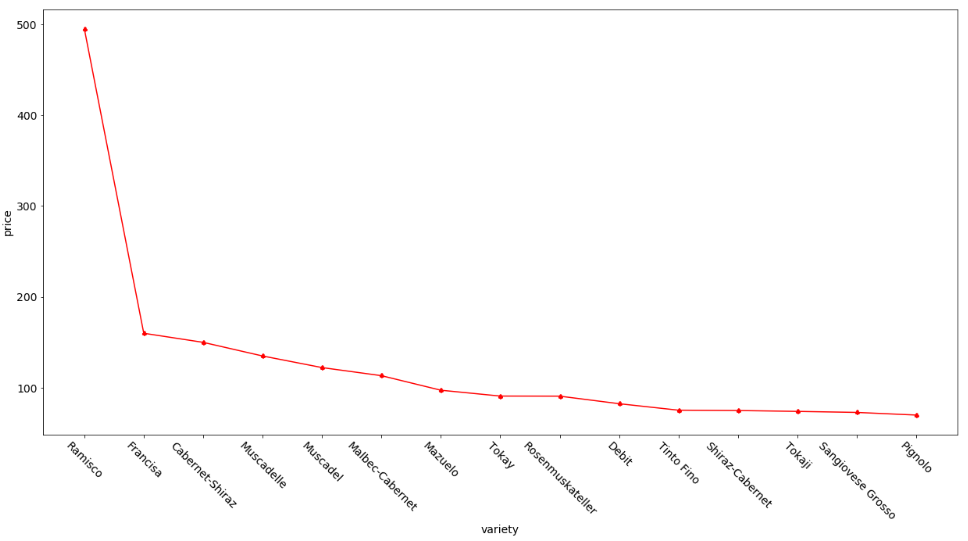 500
400
300
200
100
price
Ramisco
Francisa
Cabernet-Shiraz
Muscadelle
Muscadel
Malbec-Cabernet
Mazuelo
Tokay
Rosenmuskateller
Debit
Tinto Fino
Shiraz-Cabernet
Tokaji
Sangiovese Grosso
Pignolo
variety